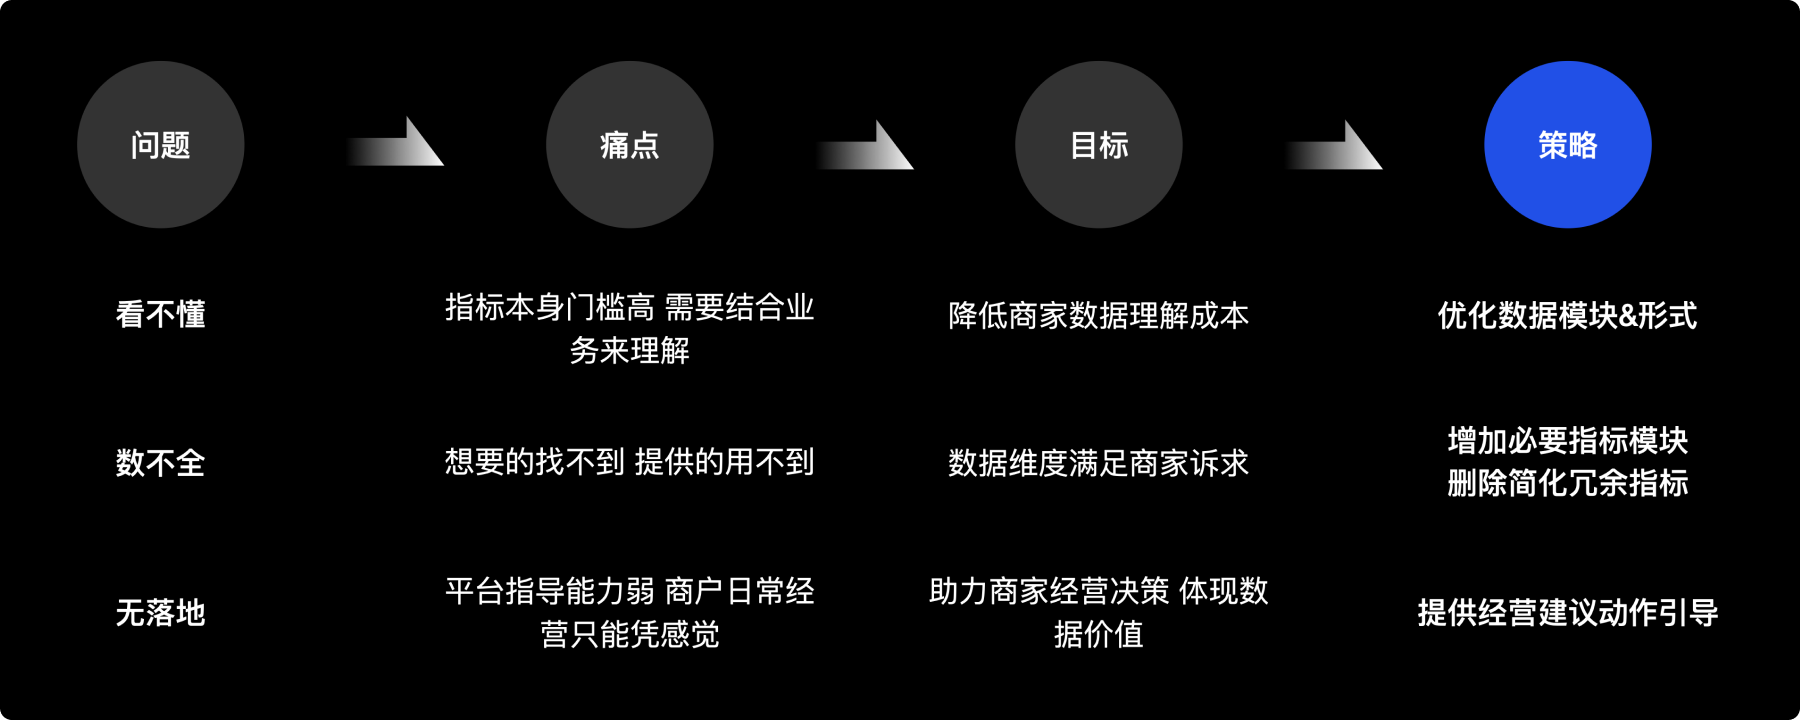 问题
痛点
目标
策略
看不懂
指标本身门槛高 需要结合业
务来理解
降低商家数据理解成本
优化数据模块&形式
数不全
想要的找不到 提供的用不到
数据维度满足商家诉求
增加必要指标模块
删除简化冗余指标
无落地
平台指导能力弱 商户日常经
营只能凭感觉
助力商家经营决策 体现数
据价值
提供经营建议动作引导